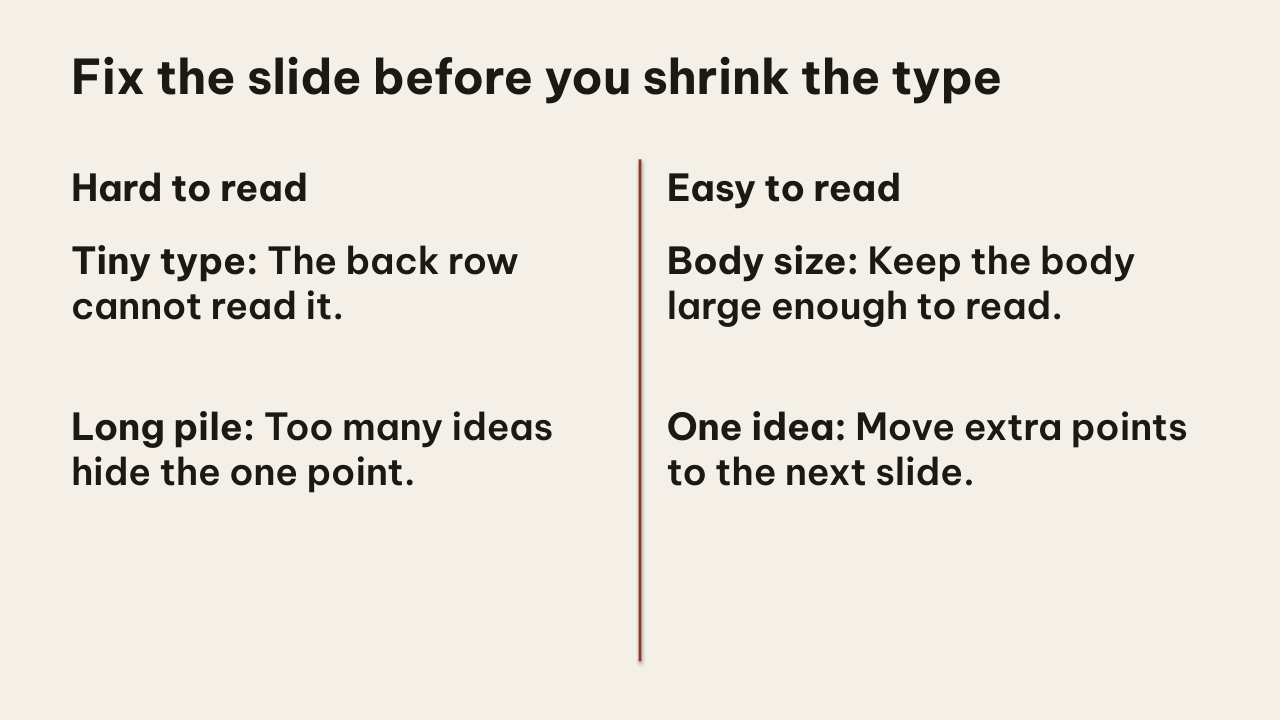 Fix the slide before you shrink the type
Hard to read
Tiny type: The back row
cannot read it.
Long pile: Too many ideas
hide the one point.
Easy to read
Body size: Keep the body
large enough to read.
One idea: Move extra points
to the next slide.